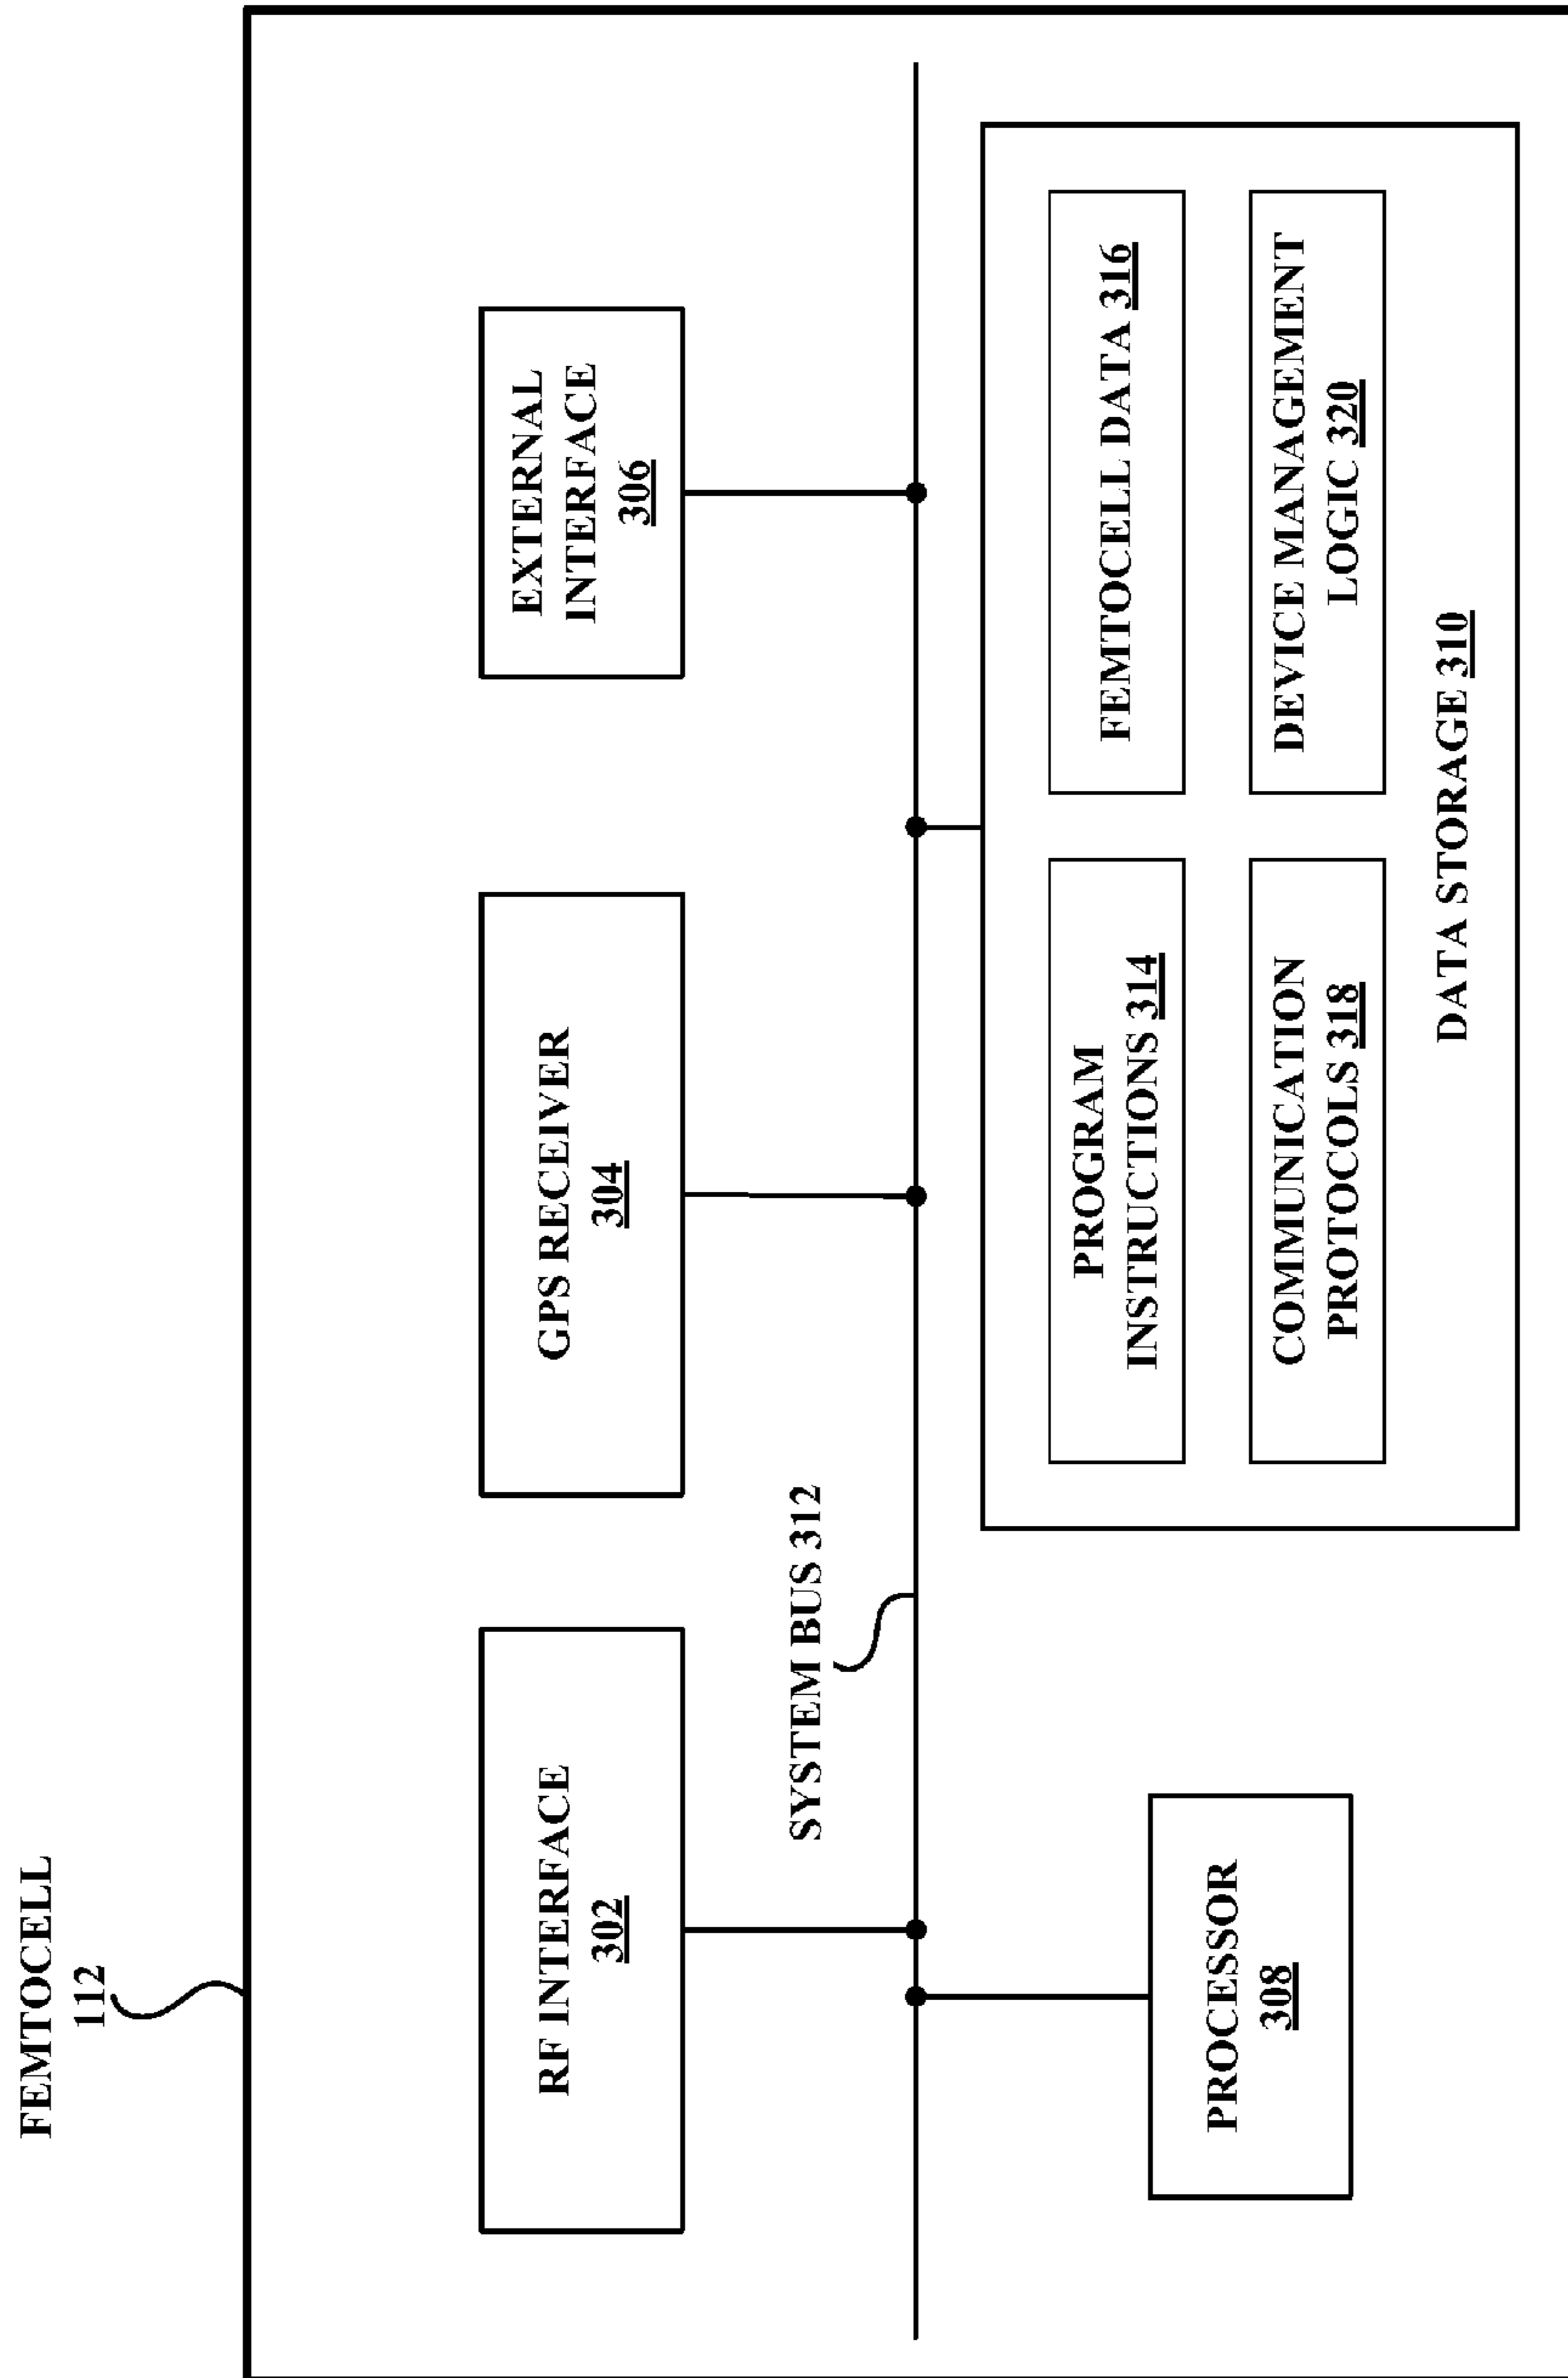 FEMTOCELL
112
RF INTERFACE
302
GPS RECEIVER
304
EXTERNAL
INTERFACE
306
SYSTEM BUS 312
PROCESSOR
308
PROGRAM
INSTRUCTIONS 314
FEMTOCELL DATA 316
COMMUNICATION
PROTOCOLS 318
DEVICE MANAGEMENT
LOGIC 320
DATA STORAGE 310